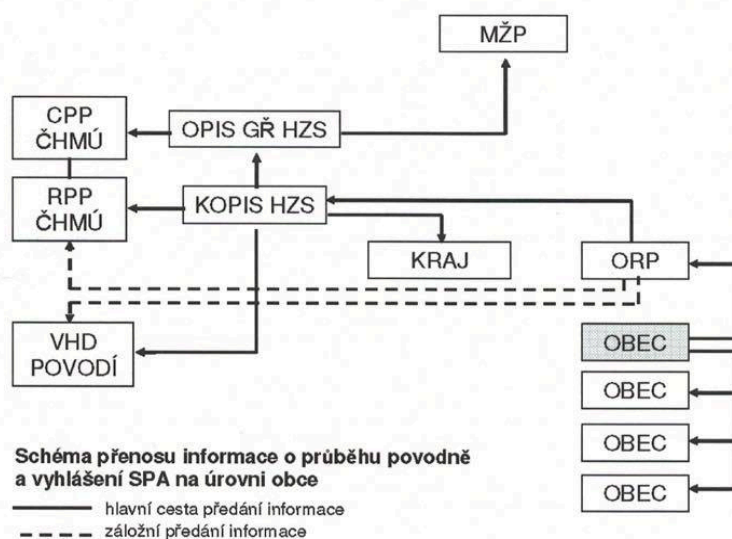 MŽP
CPP
ČHMÚ
OPIS GŘ HZS
RPP
ČHMÚ
KOPIS HZS
KRAJ
ORP
VHD
POVODÍ
OBEC
OBEC
OBEC
OBEC
Schéma přenosu informace o průběhu povodně
a vyhlášení SPA na úrovni obce
hlavní cesta předání informace
záložní předání informace